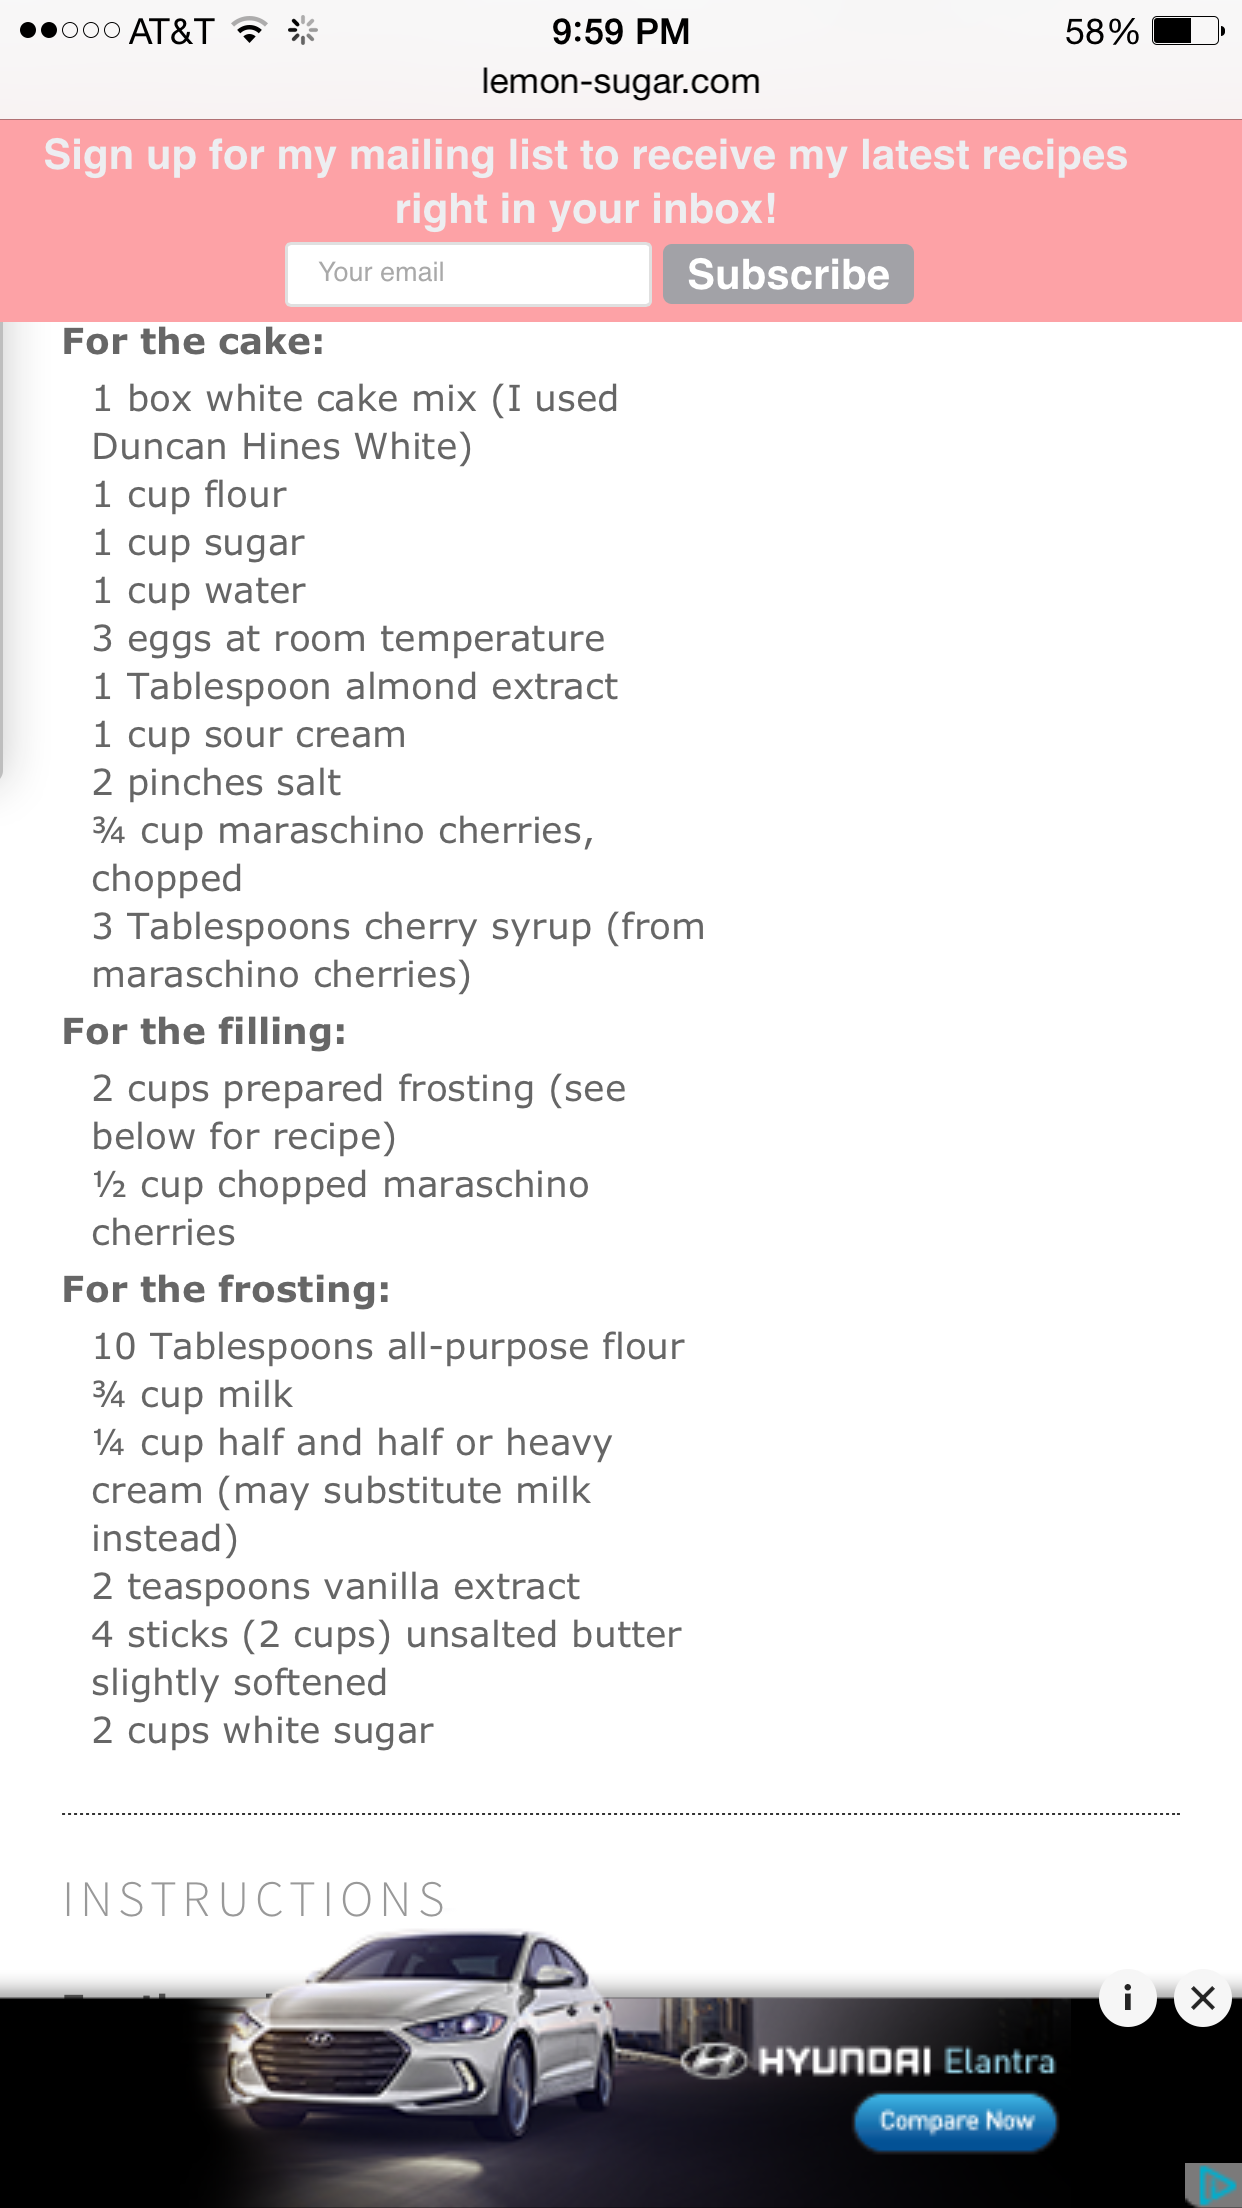 AT&T 9:59 PM 58%
lemon-sugar.com
Sign up for my mailing list to receive my latest recipes
right in your inbox!
Your email Subscribe
For the cake:
1 box white cake mix (I used
Duncan Hines White)
1 cup flour
1 cup sugar
1 cup water
3 eggs at room temperature
1 Tablespoon almond extract
1 cup sour cream
2 pinches salt
¾ cup maraschino cherries,
chopped
3 Tablespoons cherry syrup (from
maraschino cherries)
For the filling:
2 cups prepared frosting (see
below for recipe)
½ cup chopped maraschino
cherries
For the frosting:
10 Tablespoons all-purpose flour
¾ cup milk
¼ cup half and half or heavy
cream (may substitute milk
instead)
2 teaspoons vanilla extract
4 sticks (2 cups) unsalted butter
slightly softened
2 cups white sugar
INSTRUCTIONS
HYUNDAI Elantra
Compare Now